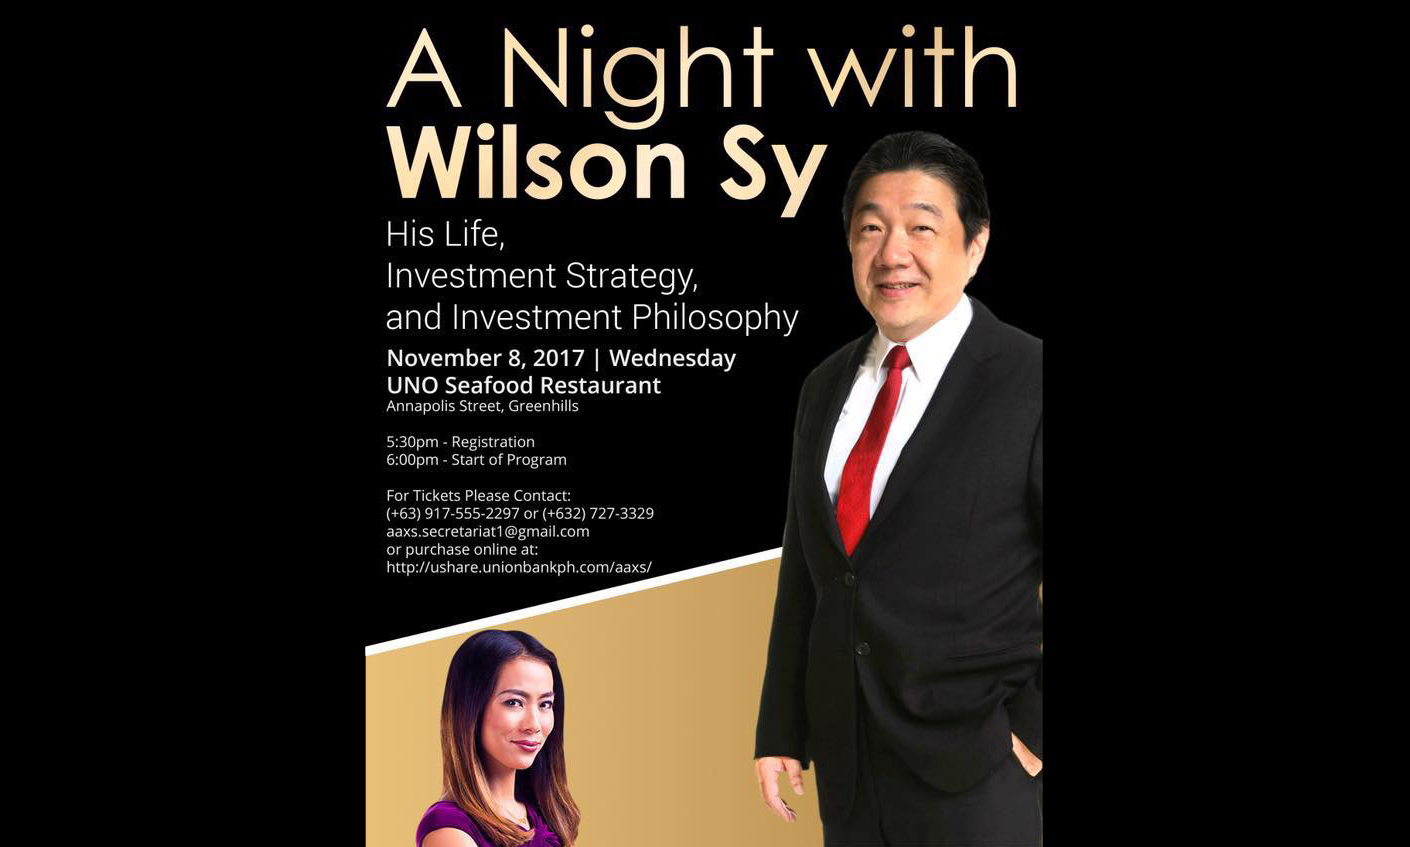 A Night with
Wilson Sy
His Life,
Investment Strategy,
and Investment Philosophy
November 8, 2017 | Wednesday
UNO Seafood Restaurant
Annapolis Street, Greenhills
5:30pm - Registration
6:00pm - Start of Program
For Tickets Please Contact:
(+63) 917-555-2297 or (+632) 727-3329
aaxs.secretariat1@gmail.com
or purchase online at:
http://ushare.unionbankph.com/aaxs/